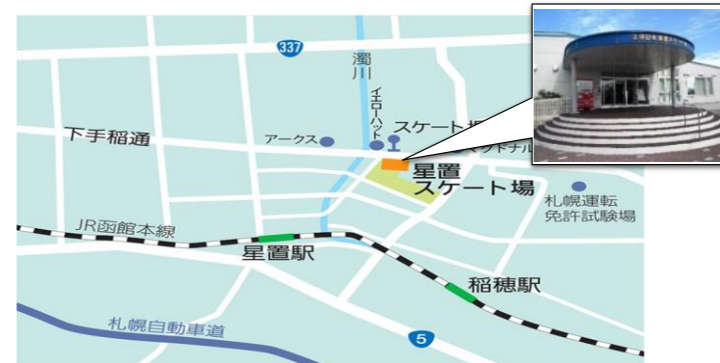 337
濁川
イエローハット
アークス
スケート場
下手稲通
星置
スケート場
札幌運転
免許試験場
JR函館本線
星置駅
稲穂駅
札幌自動車道
5